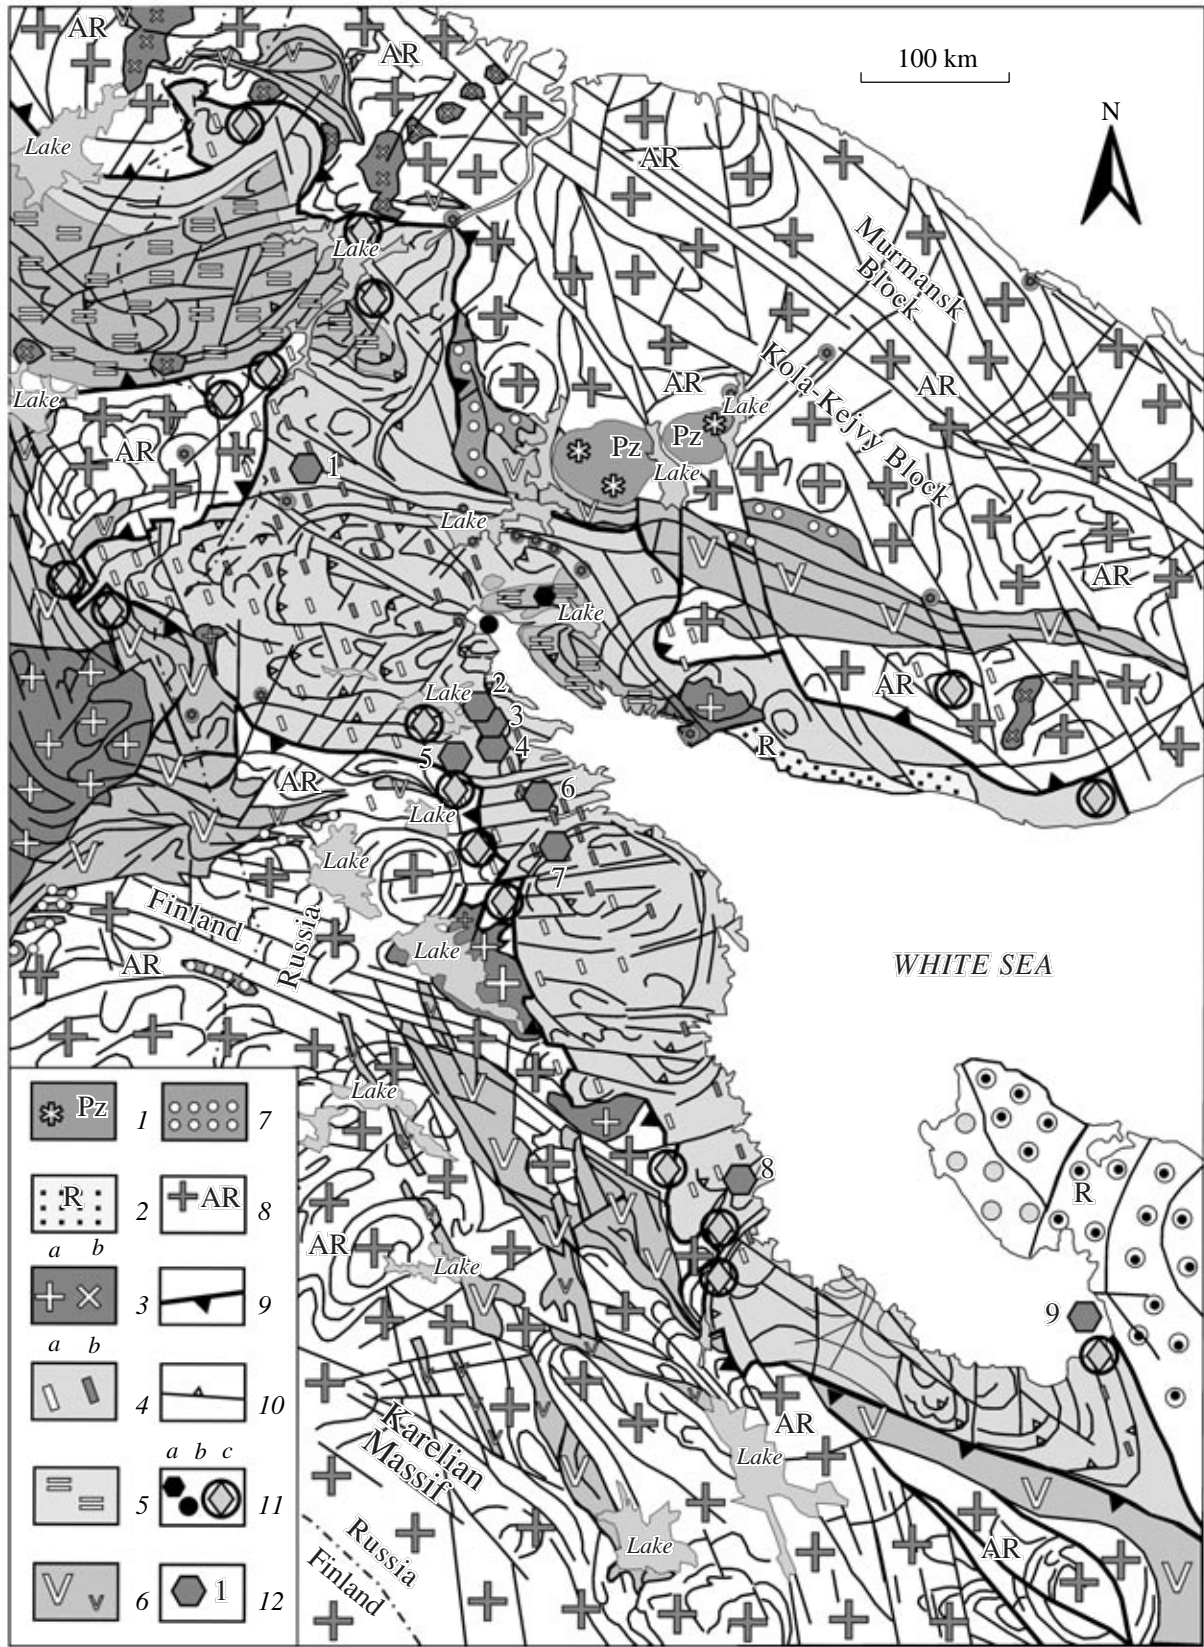 AR
AR
100 km
N
Lake
AR
Lake
Murmansk
Block
Kola-Kejvy Block
Lake
AR
AR
Lake
AR
Pz
Pz
Lake
1
Lake
AR
Lake
2
Lake
AR
3
5
4
R
AR
6
Lake
Lake
7
Finland
Russia
AR
Lake
WHITE SEA
Lake
8
R
AR
Lake
9
Karelian
Massif
AR
Lake
Russia
Finland
Lake
AR
Pz 1
7
R 2
AR 8
a b
3
9
a b
4
10
a b c
5
11
V v 6
1 12